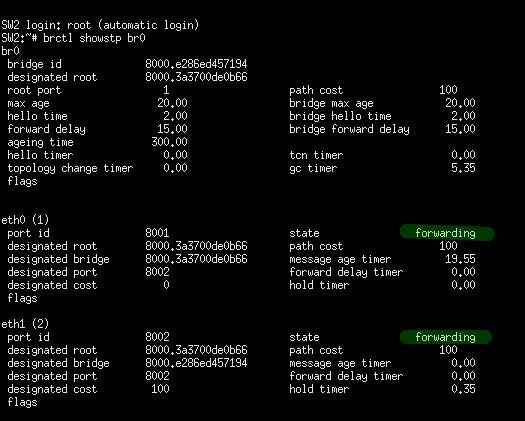 SW2 login: root (automatic login)
SW2:~# brctl showstp br0
br0
bridge id 8000.e286ed457194
designated root 8000.3a3700de0b66
root port 1 path cost 100
max age 20.00 bridge max age 20.00
hello time 2.00 bridge hello time 2.00
forward delay 15.00 bridge forward delay 15.00
ageing time 300.00
hello timer 0.00 tcn timer 0.00
topology change timer 0.00 gc timer 5.35
flags
eth0 (1)
port id 8001 state forwarding
designated root 8000.3a3700de0b66 path cost 100
designated bridge 8000.3a3700de0b66 message age timer 19.55
designated port 8002 forward delay timer 0.00
designated cost 0 hold timer 0.00
flags
eth1 (2)
port id 8002 state forwarding
designated root 8000.3a3700de0b66 path cost 100
designated bridge 8000.e286ed457194 message age timer 0.00
designated port 8002 forward delay timer 0.00
designated cost 100 hold timer 0.35
flags